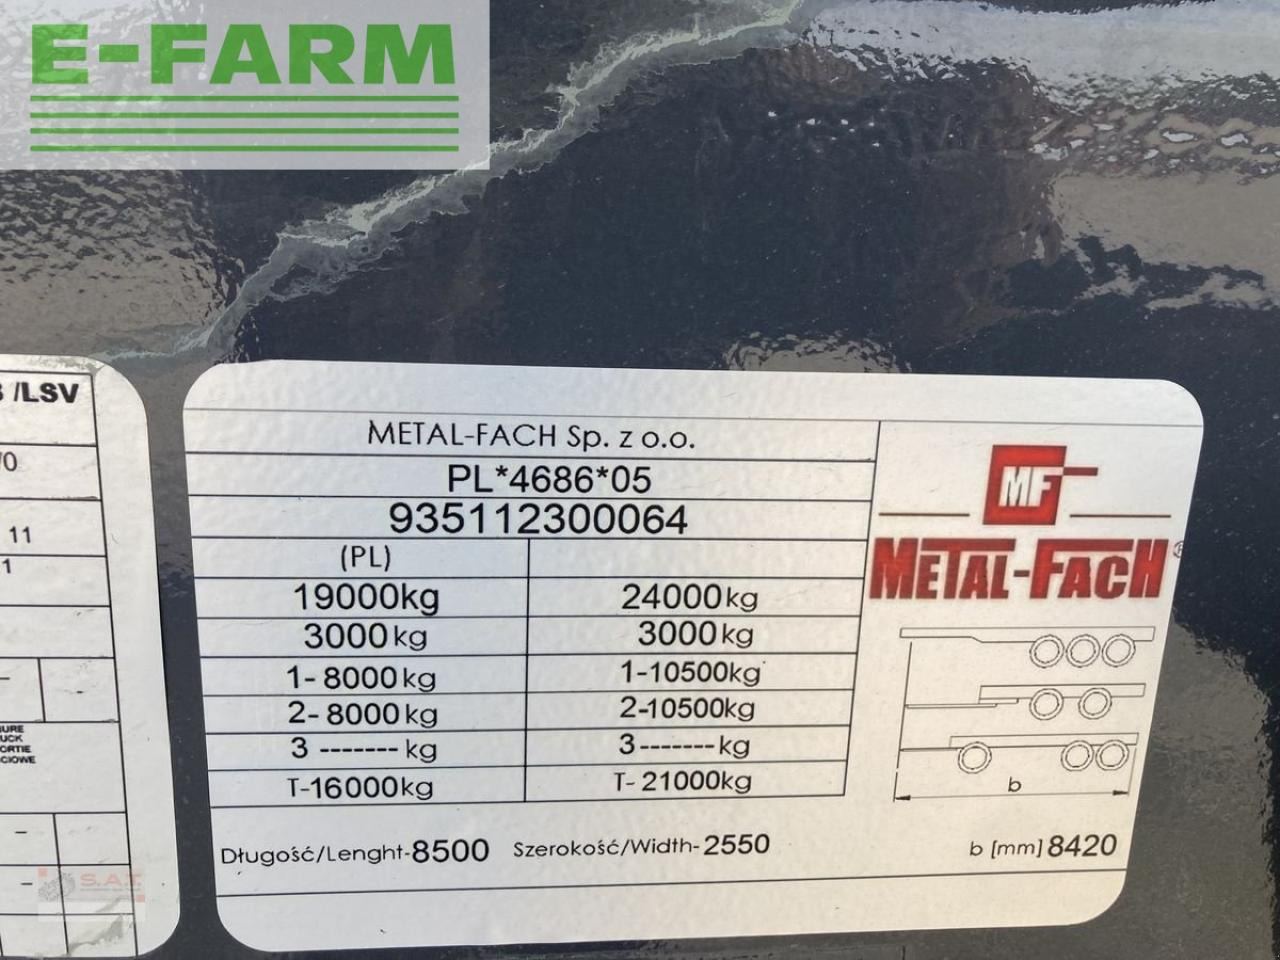 E-FARM
/LSV
METAL-FACH Sp. z o.o.
PL*4686*05
935112300064
(PL)
19000kg 24000kg
3000kg 3000kg
1-8000kg 1-10500kg
2-8000kg 2-10500kg
3 ------- kg 3-------kg
T-16000kg T- 21000kg
Długość/Lenght-8500 Szerokość/Width-2550 b [mm] 8420
MF
METAL-FACH®
b
11
1
S.A.T.